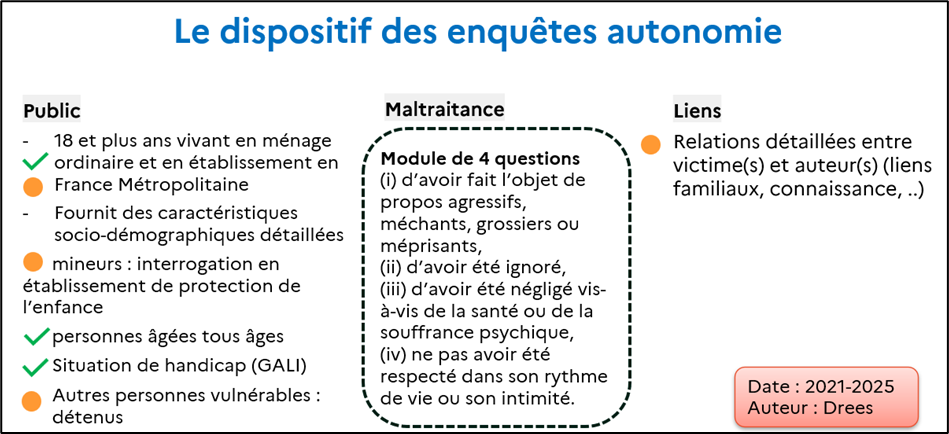 Le dispositif des enquêtes autonomie
Public
- 18 et plus ans vivant en ménage
ordinaire et en établissement en
France Métropolitaine
- Fournit des caractéristiques
socio-démographiques détaillées
mineurs : interrogation en
établissement de protection de
l’enfance
personnes âgées tous âges
Situation de handicap (GALI)
Autres personnes vulnérables :
détenus
Maltraitance
Module de 4 questions
(i) d’avoir fait l’objet de
propos agressifs,
méchants, grossiers ou
méprisants,
(ii) d’avoir été ignoré,
(iii) d’avoir été négligé vis-
à-vis de la santé ou de la
souffrance psychique,
(iv) ne pas avoir été
respecté dans son rythme
de vie ou son intimité.
Liens
Relations détaillées entre
victime(s) et auteur(s) (liens
familiaux, connaissance, ..)
Date : 2021-2025
Auteur : Drees